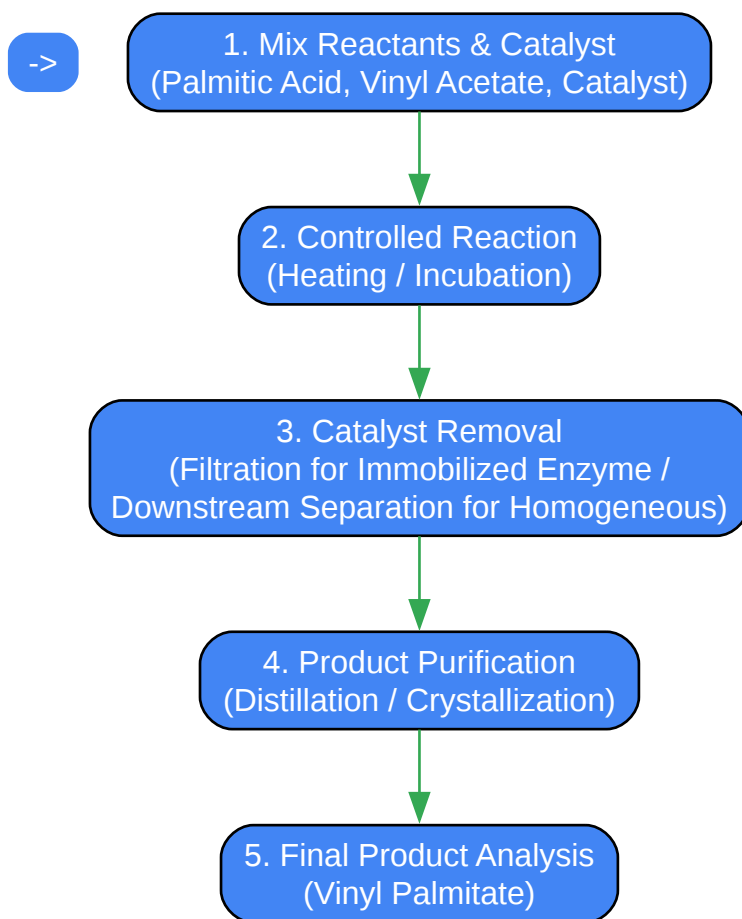 ->
1. Mix Reactants & Catalyst
(Palmitic Acid, Vinyl Acetate, Catalyst)
2. Controlled Reaction
(Heating / Incubation)
3. Catalyst Removal
(Filtration for Immobilized Enzyme /
Downstream Separation for Homogeneous)
4. Product Purification
(Distillation / Crystallization)
5. Final Product Analysis
(Vinyl Palmitate)